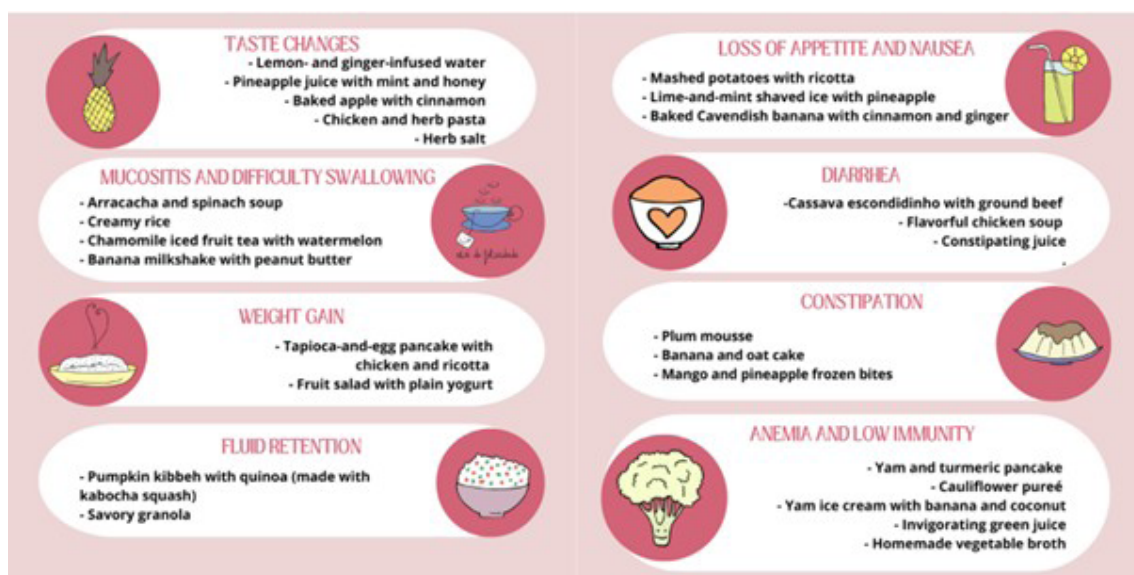 TASTE CHANGES
- Lemon- and ginger-infused water
- Pineapple juice with mint and honey
- Baked apple with cinnamon
- Chicken and herb pasta
- Herb salt
MUCOSITIS AND DIFFICULTY SWALLOWING
- Arracacha and spinach soup
- Creamy rice
- Chamomile iced fruit tea with watermelon
- Banana milkshake with peanut butter
WEIGHT GAIN
- Tapioca-and-egg pancake with
chicken and ricotta
- Fruit salad with plain yogurt
FLUID RETENTION
- Pumpkin kibbeh with quinoa (made with
kabocha squash)
- Savory granola
LOSS OF APPETITE AND NAUSEA
- Mashed potatoes with ricotta
- Lime-and-mint shaved ice with pineapple
- Baked Cavendish banana with cinnamon and ginger
DIARRHEA
-Cassava escondidinho with ground beef
- Flavorful chicken soup
- Constipating juice
.
CONSTIPATION
- Plum mousse
- Banana and oat cake
- Mango and pineapple frozen bites
ANEMIA AND LOW IMMUNITY
- Yam and turmeric pancake
- Cauliflower pureé
- Yam ice cream with banana and coconut
- Invigorating green juice
- Homemade vegetable broth